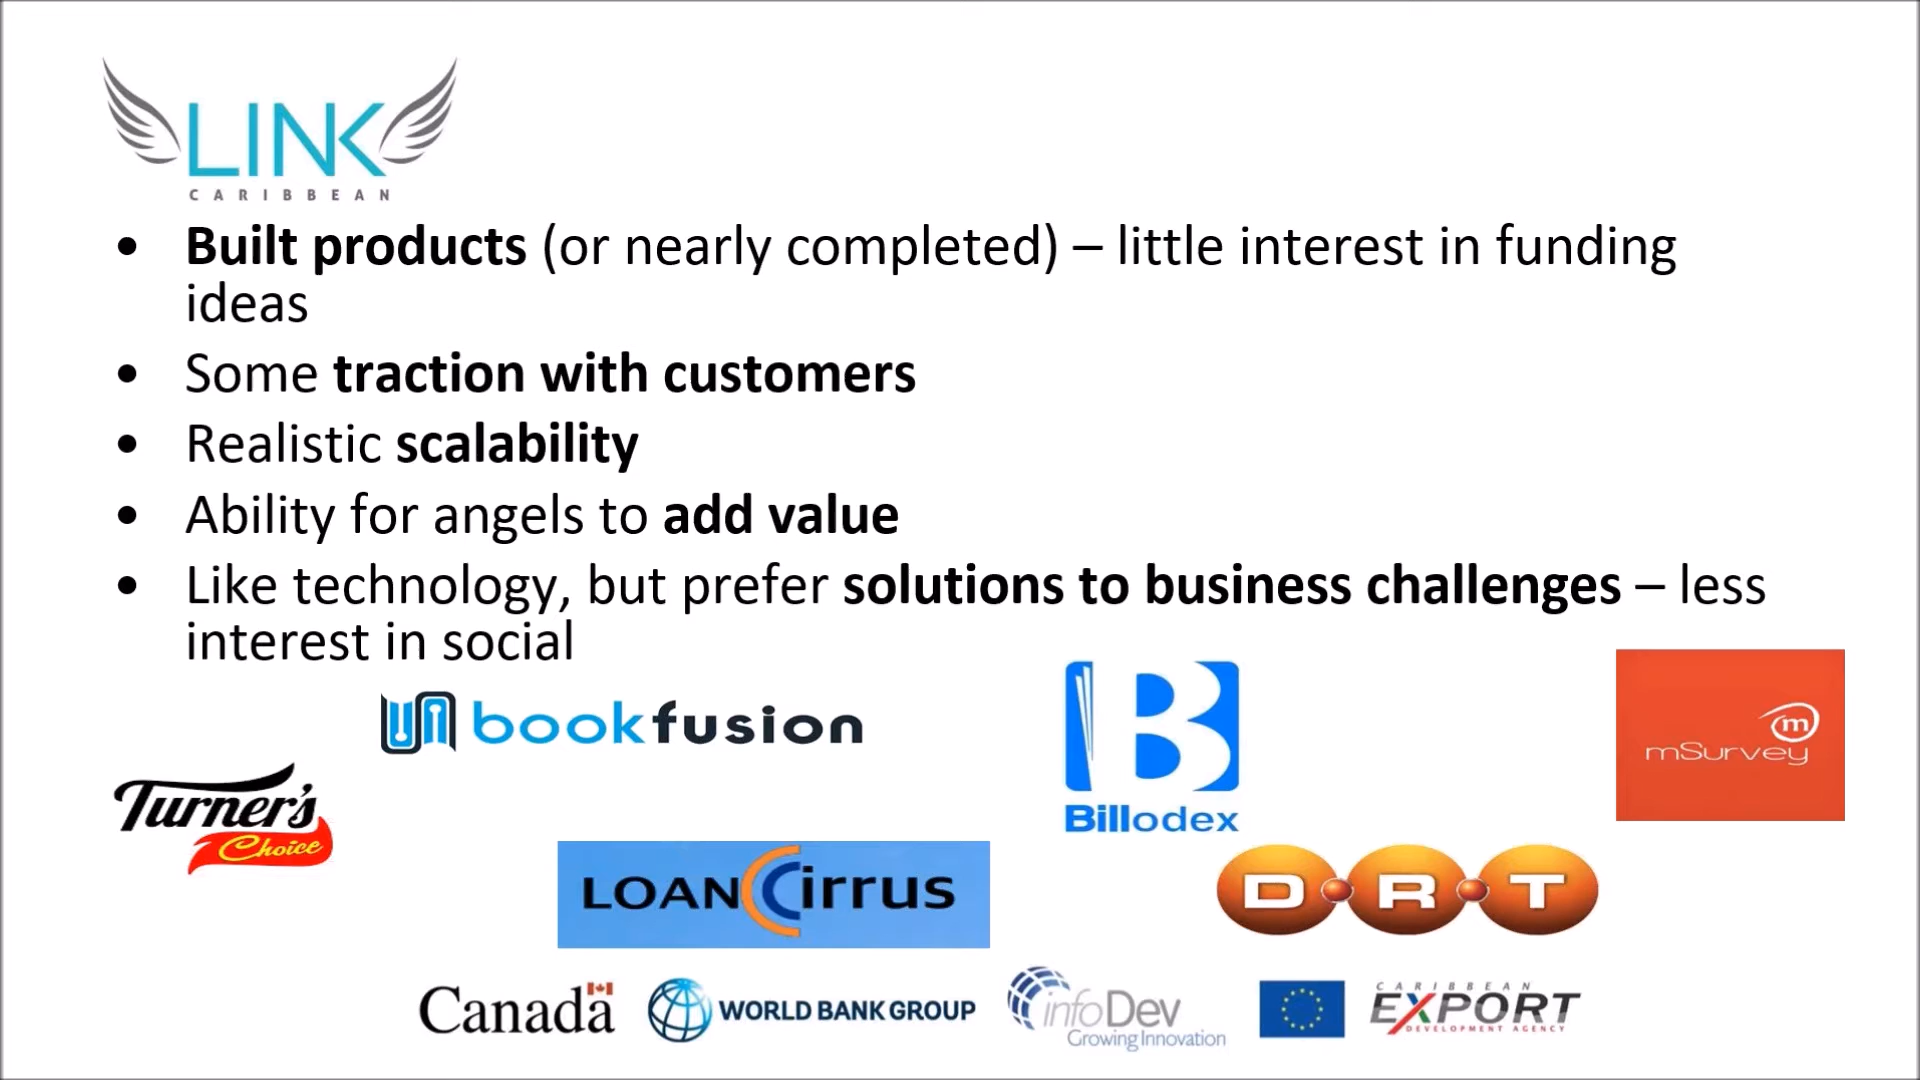 LINK
CARIBBEAN
• Built products (or nearly completed) – little interest in funding
ideas
• Some traction with customers
• Realistic scalability
• Ability for angels to add value
• Like technology, but prefer solutions to business challenges – less
interest in social
bookfusion
Billodex
mSurvey
Turner's
Choice
LOANCirrus
D·R·T
Canada
WORLD BANK GROUP
infoDev
Growing Innovation
CARIBBEAN
EXPORT
DEVELOPMENT AGENCY